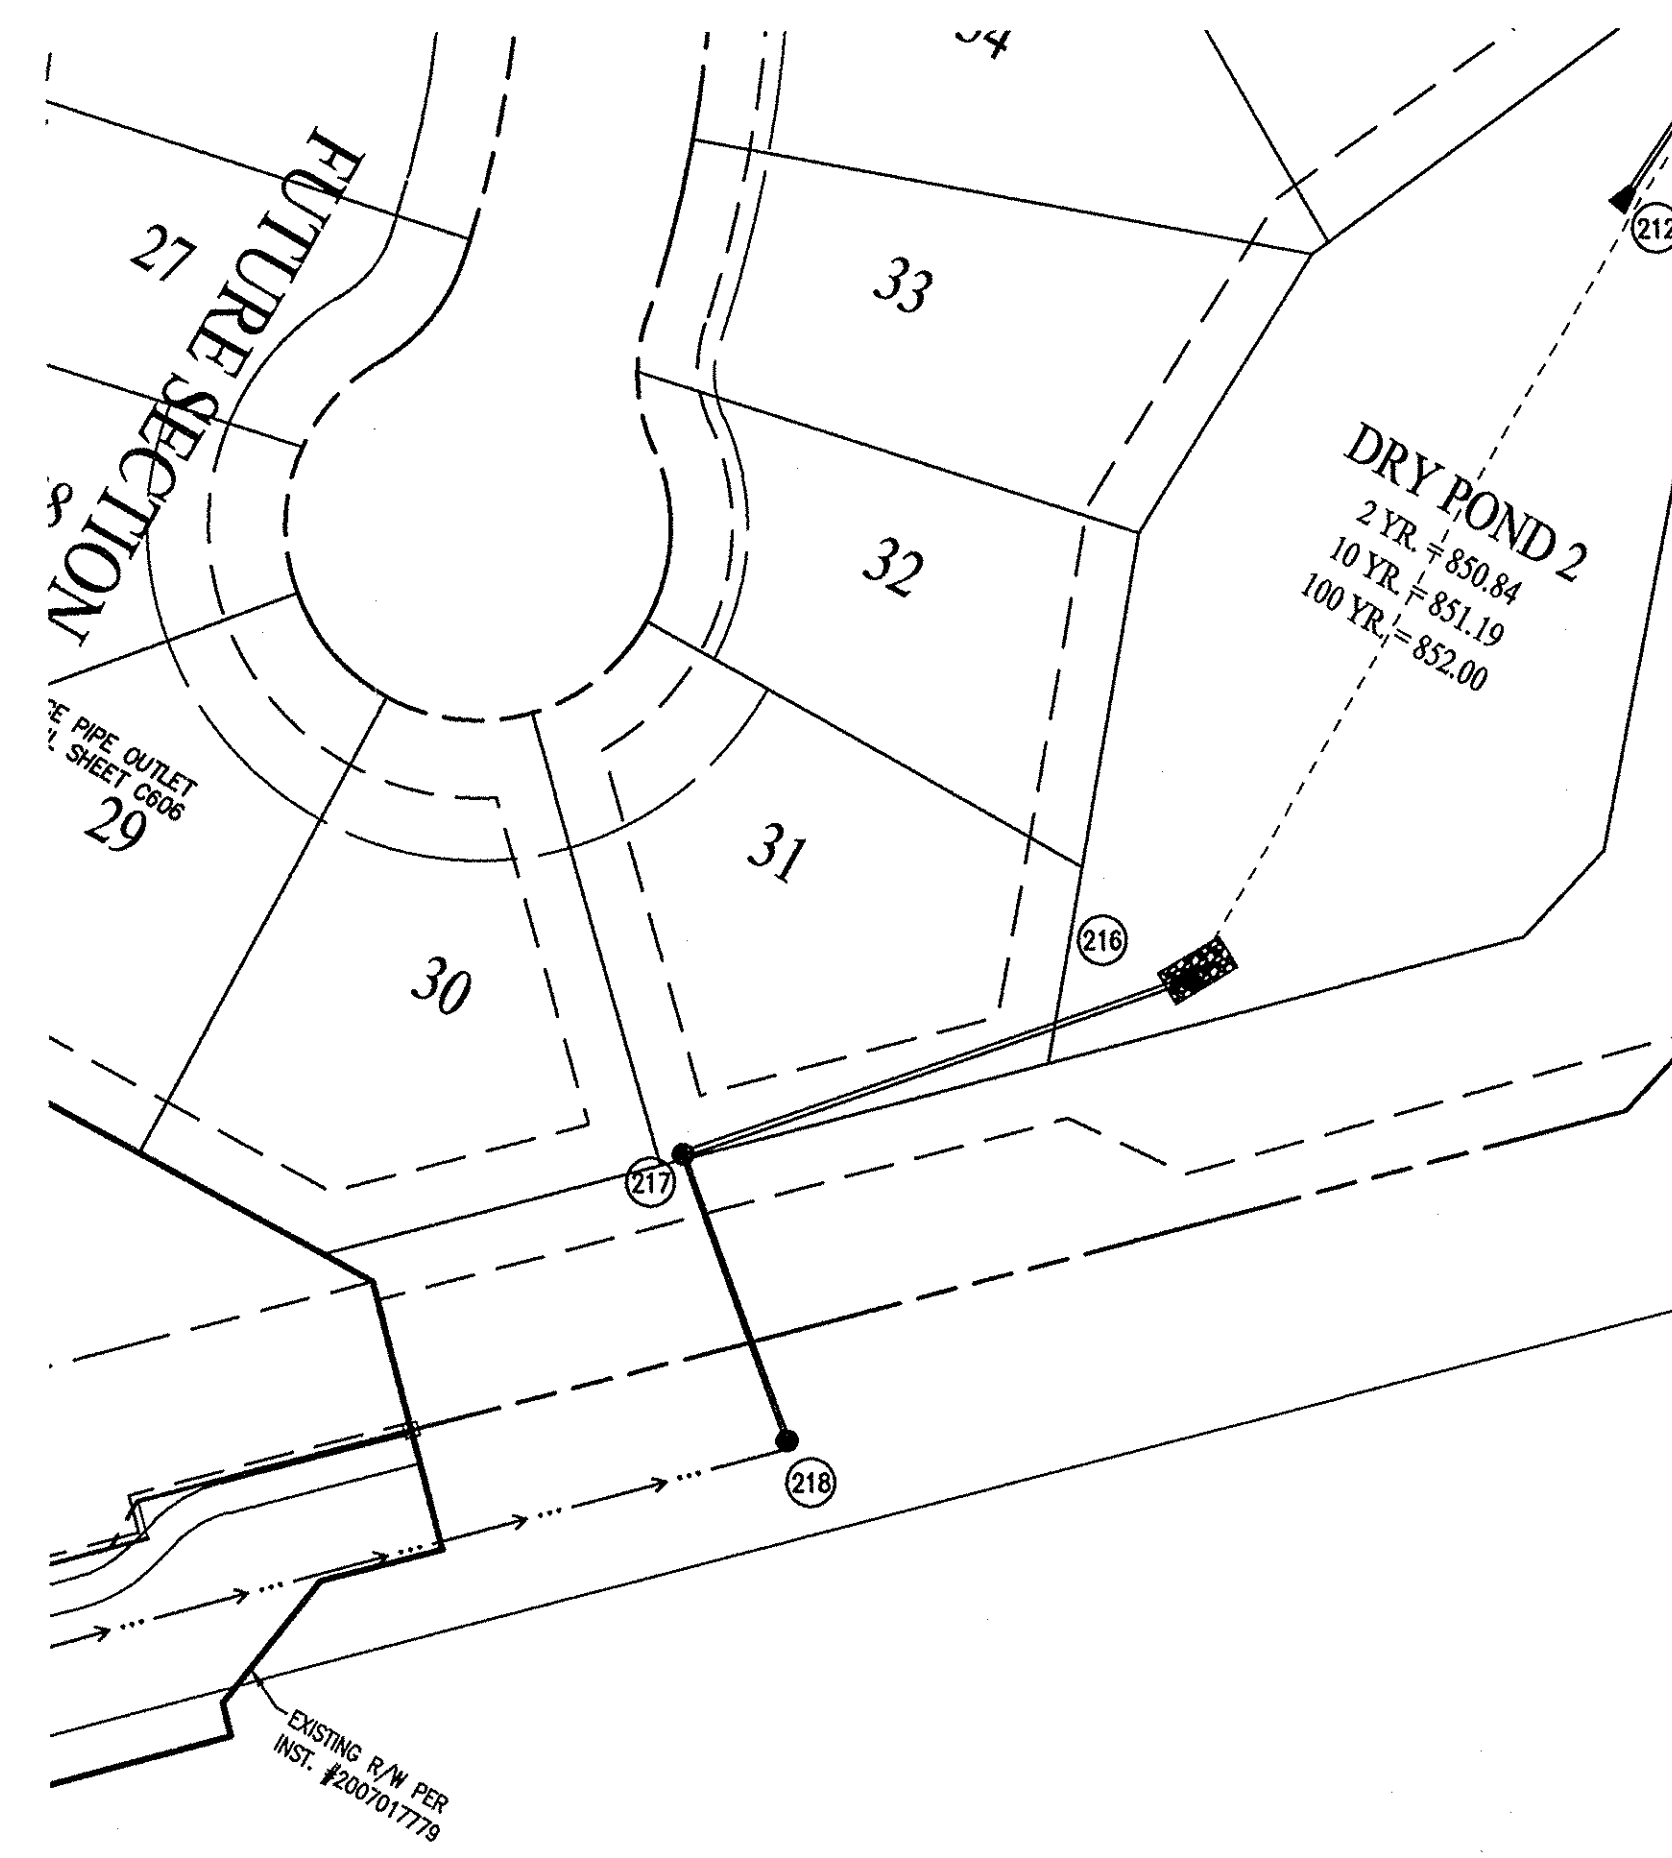 27
FUTURE SECTION
33
212
DRY POND 2
2 YR. = 850.84
10 YR. = 851.19
100 YR. = 852.00
32
PIPE OUTLET
SHEET C606
29
31
30
216
217
218
EXISTING R/W PER
INST. #2007017779